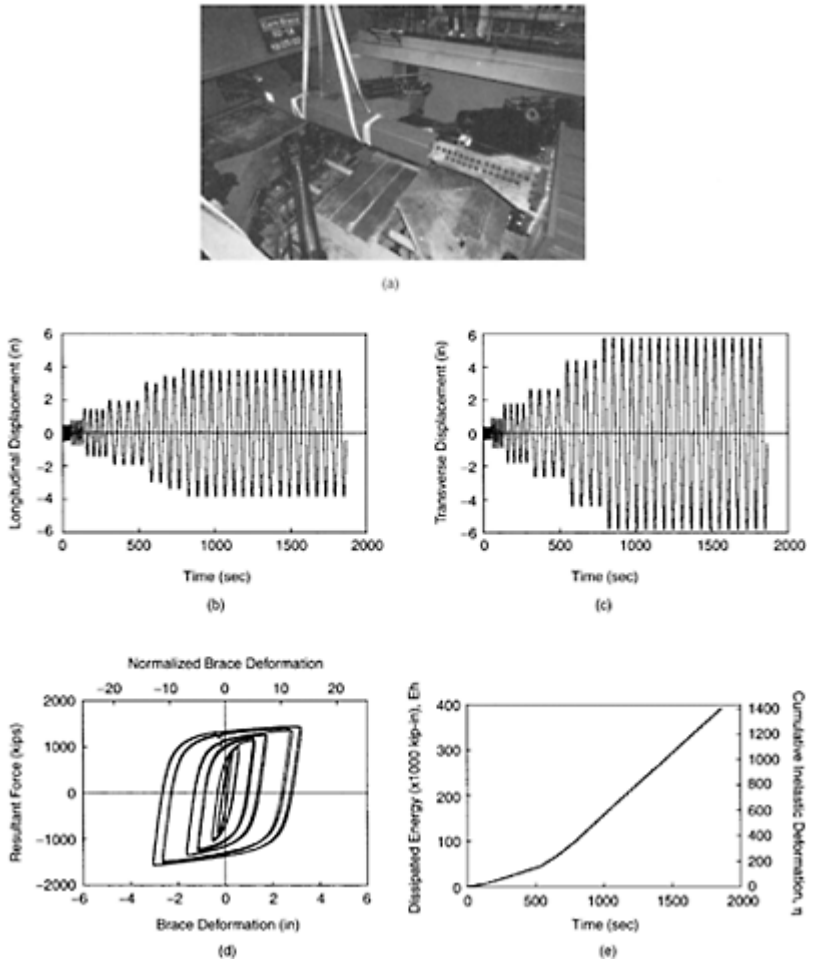 (a)
Longitudinal Displacement (in)
6
4
2
0
−2
−4
−6
0 500 1000 1500 2000
Time (sec)
(b)
Transverse Displacement (in)
6
4
2
0
−2
−4
−6
0 500 1000 1500 2000
Time (sec)
(c)
Normalized Brace Deformation
−20 −10 0 10 20
Resultant Force (kips)
2000
1000
0
−1000
−2000
−6 −4 −2 0 2 4 6
Brace Deformation (in)
(d)
Dissipated Energy (x1000 kip-in), Eh
400
300
200
100
0
Cumulative Inelastic Deformation, η
1400
1200
1000
800
600
400
200
0
0 500 1000 1500 2000
Time (sec)
(e)